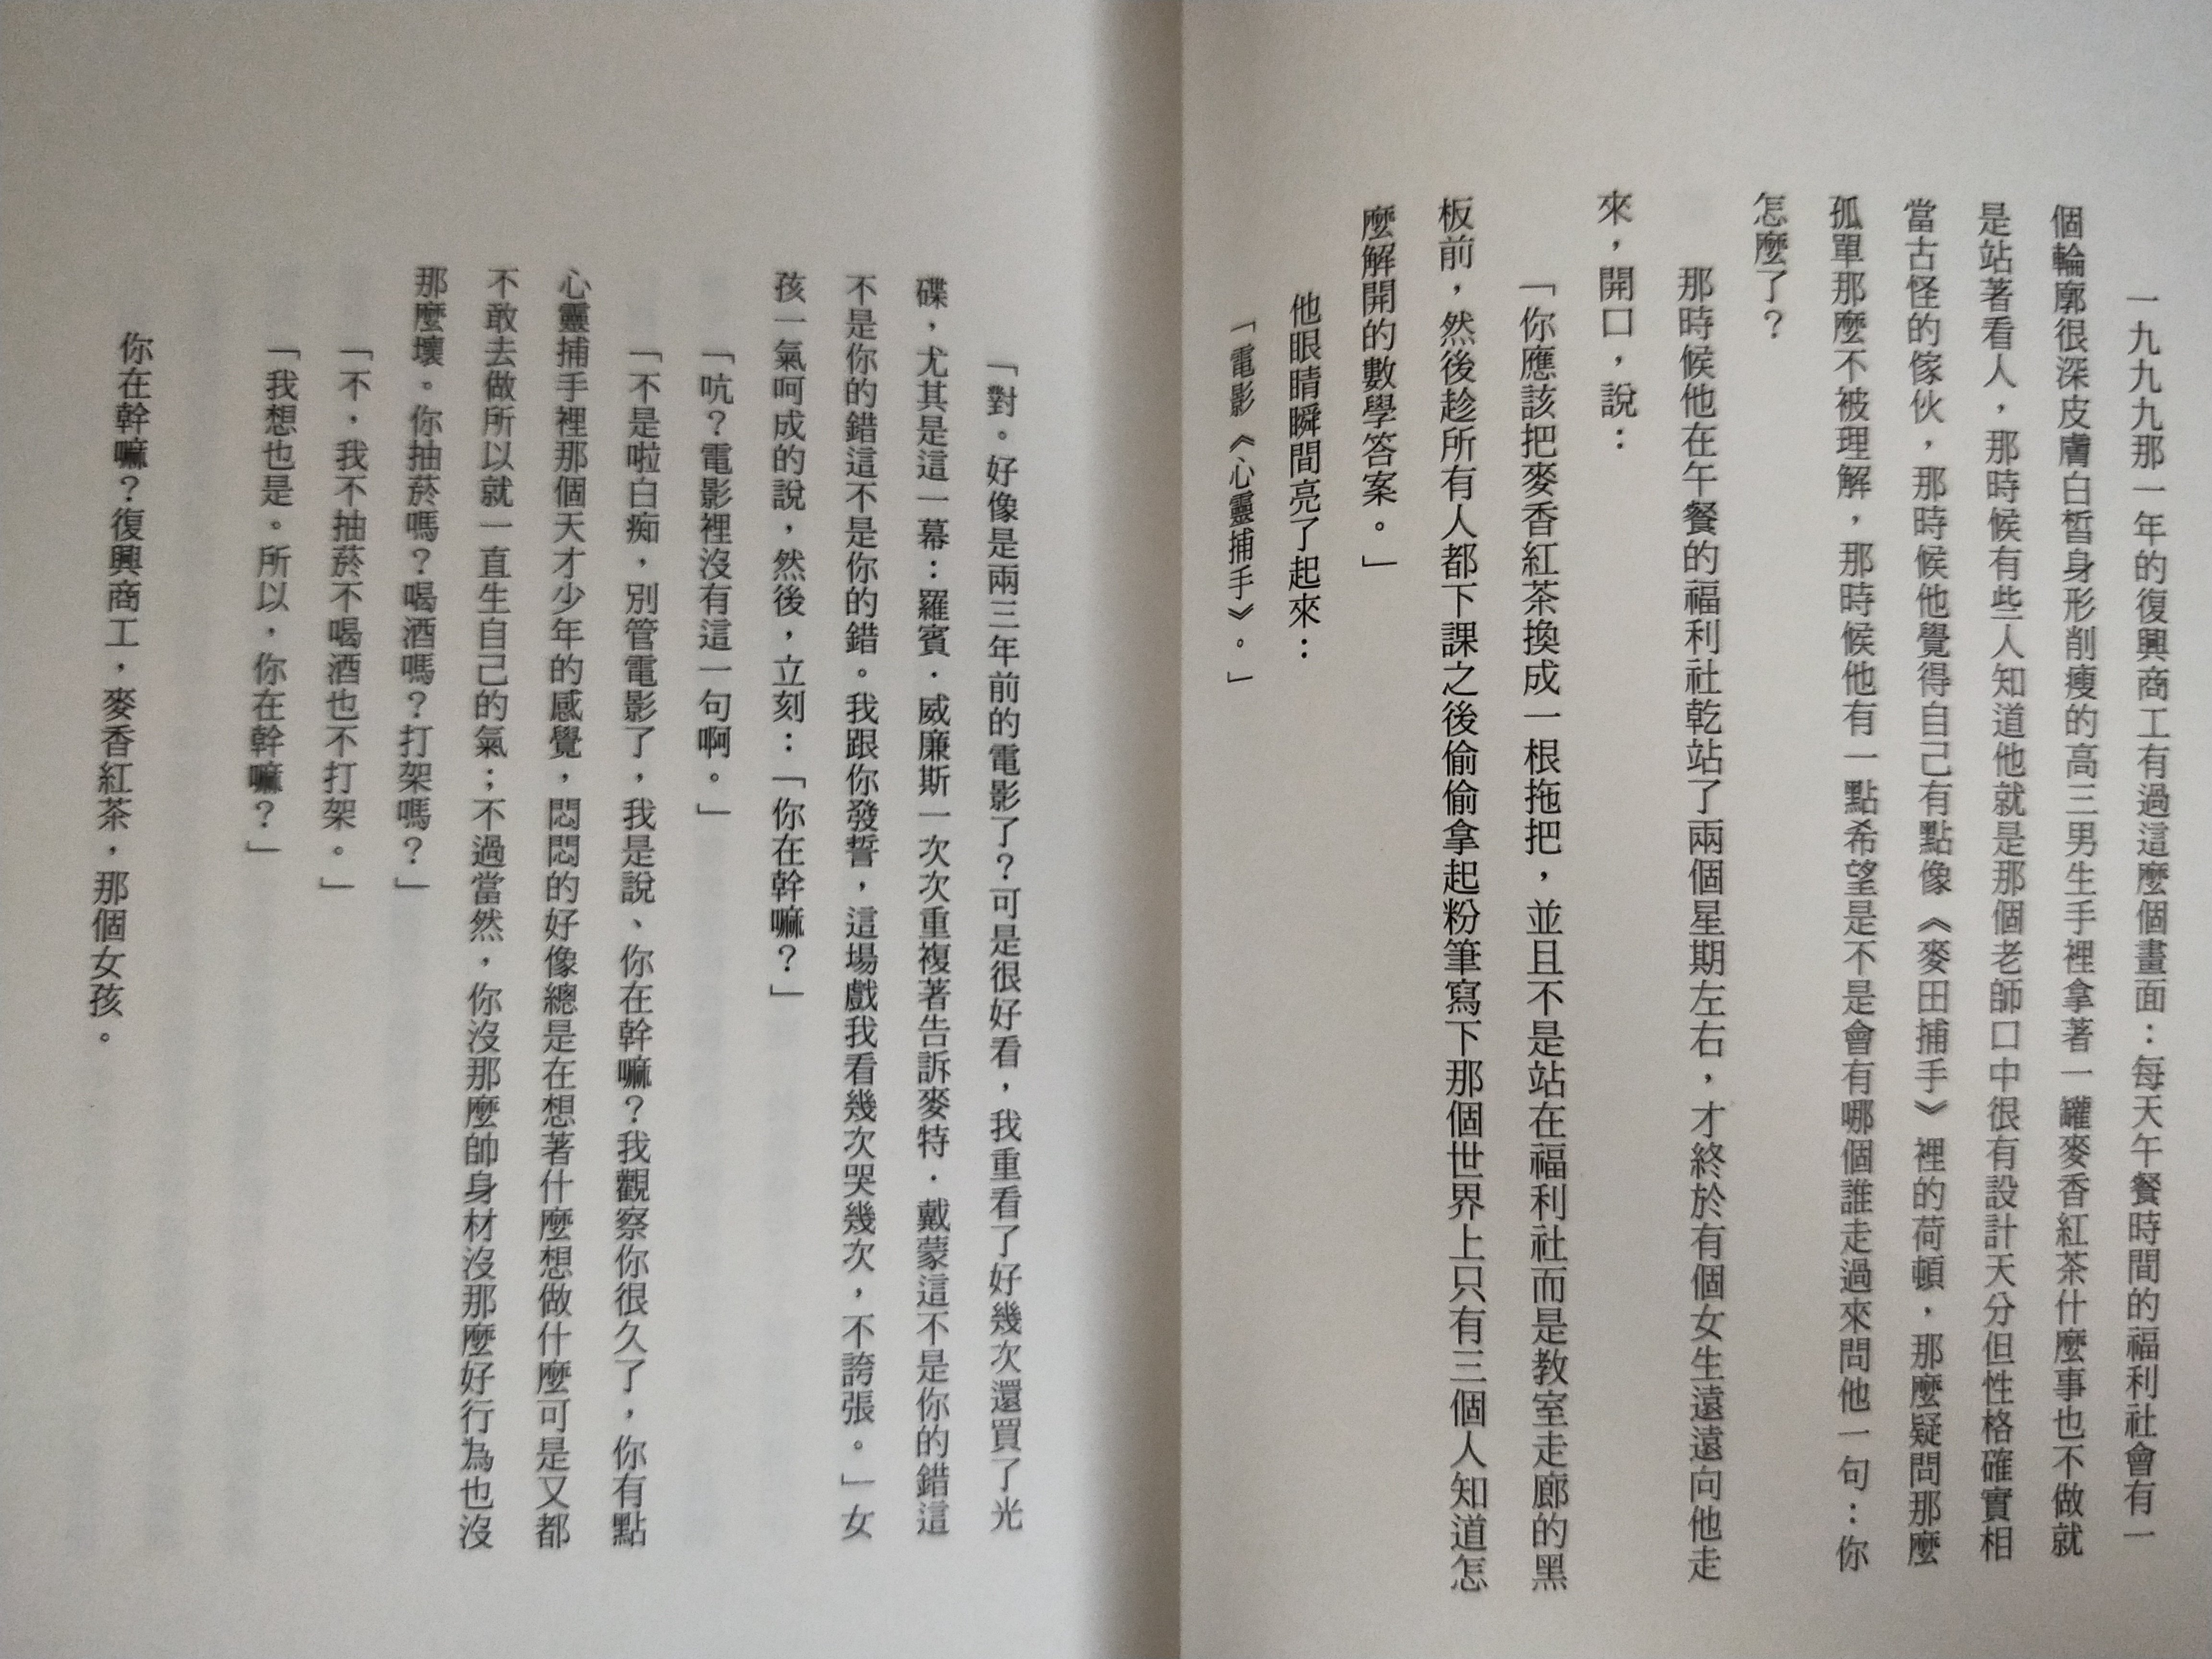 一九九九那一年的復興商工有過這麼個畫面：每天午餐時間的福利社會有一
個輪廓很深皮膚白皙身形削瘦的高三男生手裡拿著一罐麥香紅茶什麼事也不做就
是站著看人，那時候有些人知道他就是那個老師口中很有設計天分但性格確實相
當古怪的傢伙，那時候他覺得自己有點像《麥田捕手》裡的荷頓，那麼疑問那麼
孤單那麼不被理解，那時候他有一點希望是不是會有哪個誰走過來問他一句：你
怎麼了？
那時候他在午餐的福利社乾站了兩個星期左右，才終於有個女生遠遠向他走
來，開口，說：
「你應該把麥香紅茶換成一根拖把，並且不是站在福利社而是教室走廊的黑
板前，然後趁所有人都下課之後偷偷拿起粉筆寫下那個世界上只有三個人知道怎
麼解開的數學答案。」
他眼睛瞬間亮了起來：
「電影《心靈捕手》。」
「對。好像是兩三年前的電影了？可是很好看，我重看了好幾次還買了光
碟，尤其是這一幕：羅賓．威廉斯一次次重複著告訴麥特．戴蒙這不是你的錯這
不是你的錯這不是你的錯。我跟你發誓，這場戲我看幾次哭幾次，不誇張。」女
孩一氣呵成的說，然後，立刻：「你在幹嘛？」
「吭？電影裡沒有這一句啊。」
「不是啦白痴，別管電影了，我是說、你在幹嘛？我觀察你很久了，你有點
心靈捕手裡那個天才少年的感覺，悶悶的好像總是在想著什麼想做什麼可是又都
不敢去做所以就一直生自己的氣；不過當然，你沒那麼帥身材沒那麼好行為也沒
那麼壞。你抽菸嗎？喝酒嗎？打架嗎？」
「不，我不抽菸不喝酒也不打架。」
「我想也是。所以，你在幹嘛？」
你在幹嘛？復興商工，麥香紅茶，那個女孩。